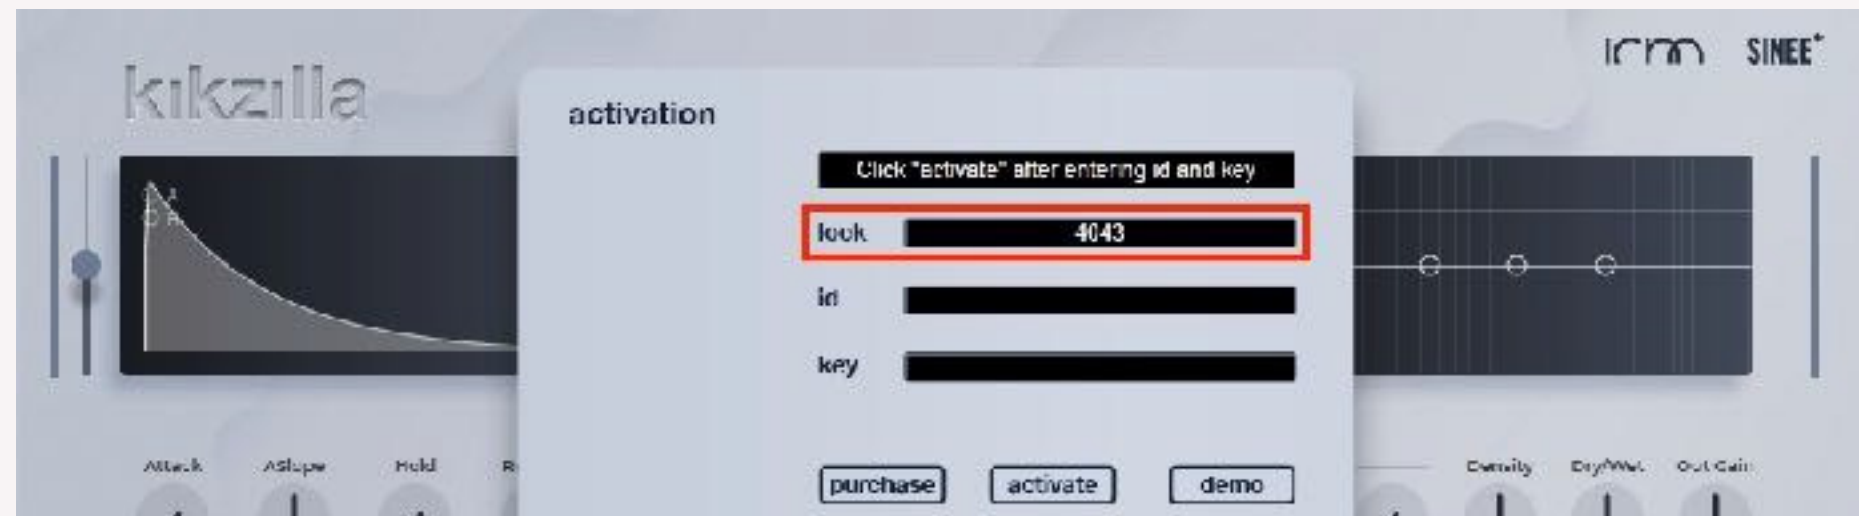 kikzilla
ıcm SINEE+
activation
Click "activate" after entering id and key
lock 4043
id
key
Attack ASlope Hold
Density Dry/Wet Out Gain
purchase activate demo